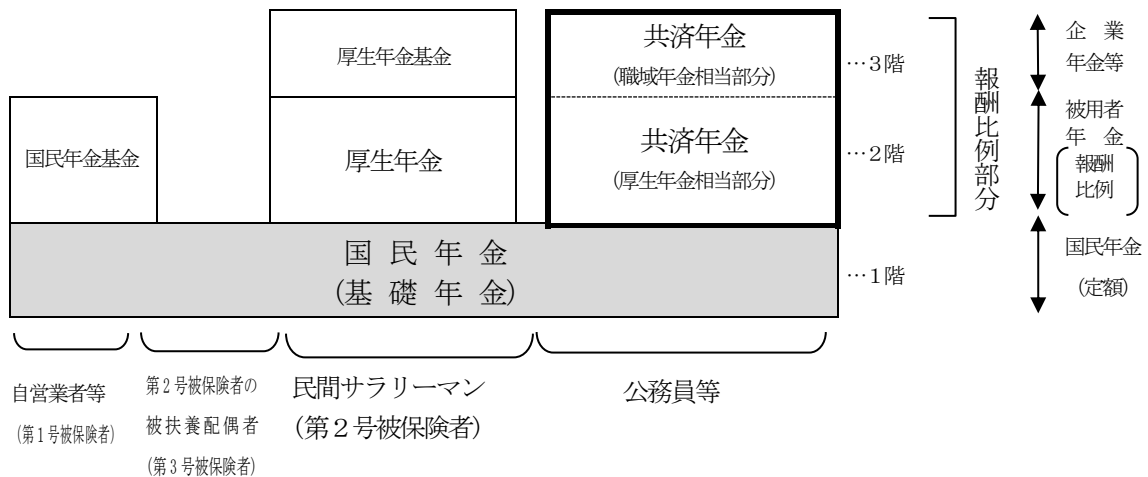 厚生年金基金
共済年金
(職域年金相当部分)
…3階
企 業
年金等
国民年金基金
厚生年金
共済年金
(厚生年金相当部分)
…2階
報酬比例部分
被用者
年 金
報酬
比例
国 民 年 金
(基 礎 年 金)
…1階
国民年金
(定額)
自営業者等
(第1号被保険者)
第2号被保険者の
被扶養配偶者
(第3号被保険者)
民間サラリーマン
(第2号被保険者)
公務員等